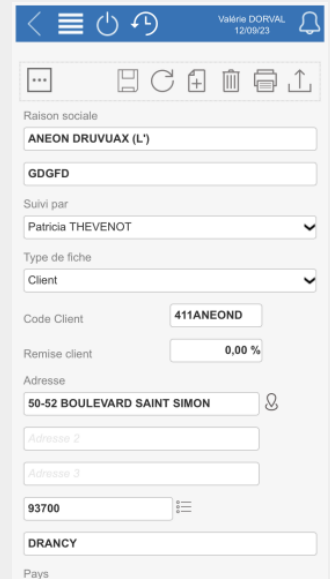 Valérie DORVAL
12/09/23
Raison sociale
ANEON DRUVUAX (L')
GDGFD
Suivi par
Patricia THEVENOT
Type de fiche
Client
Code Client 411ANEOND
Remise client 0,00 %
Adresse
50-52 BOULEVARD SAINT SIMON
Adresse 2
Adresse 3
93700
DRANCY
Pays